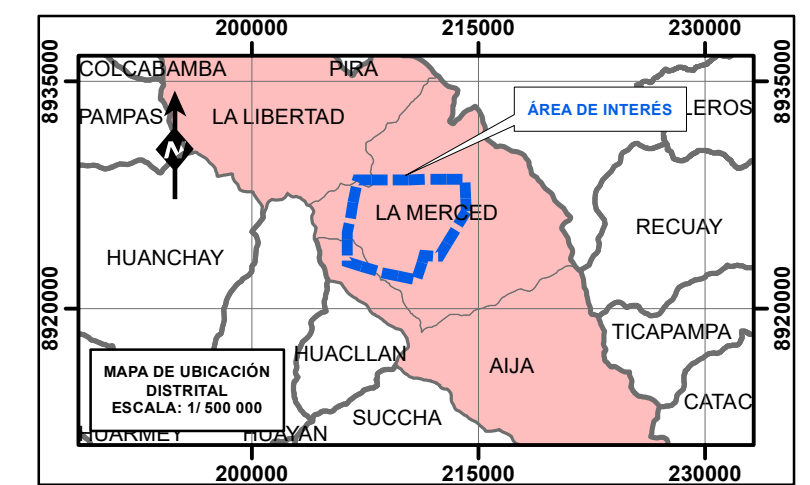 200000 215000 230000
8935000
8935000
COLCABAMBA
PIRA
PAMPAS
LA LIBERTAD
ÁREA DE INTERÉS
LEROS
N
LA MERCED
RECUAY
HUANCHAY
8920000
8920000
TICAPAMPA
HUACLLAN
AIJA
MAPA DE UBICACIÓN
DISTRITAL
ESCALA: 1/ 500 000
CATAC
SUCCHA
HUARMEY
HUAYAN
200000 215000 230000